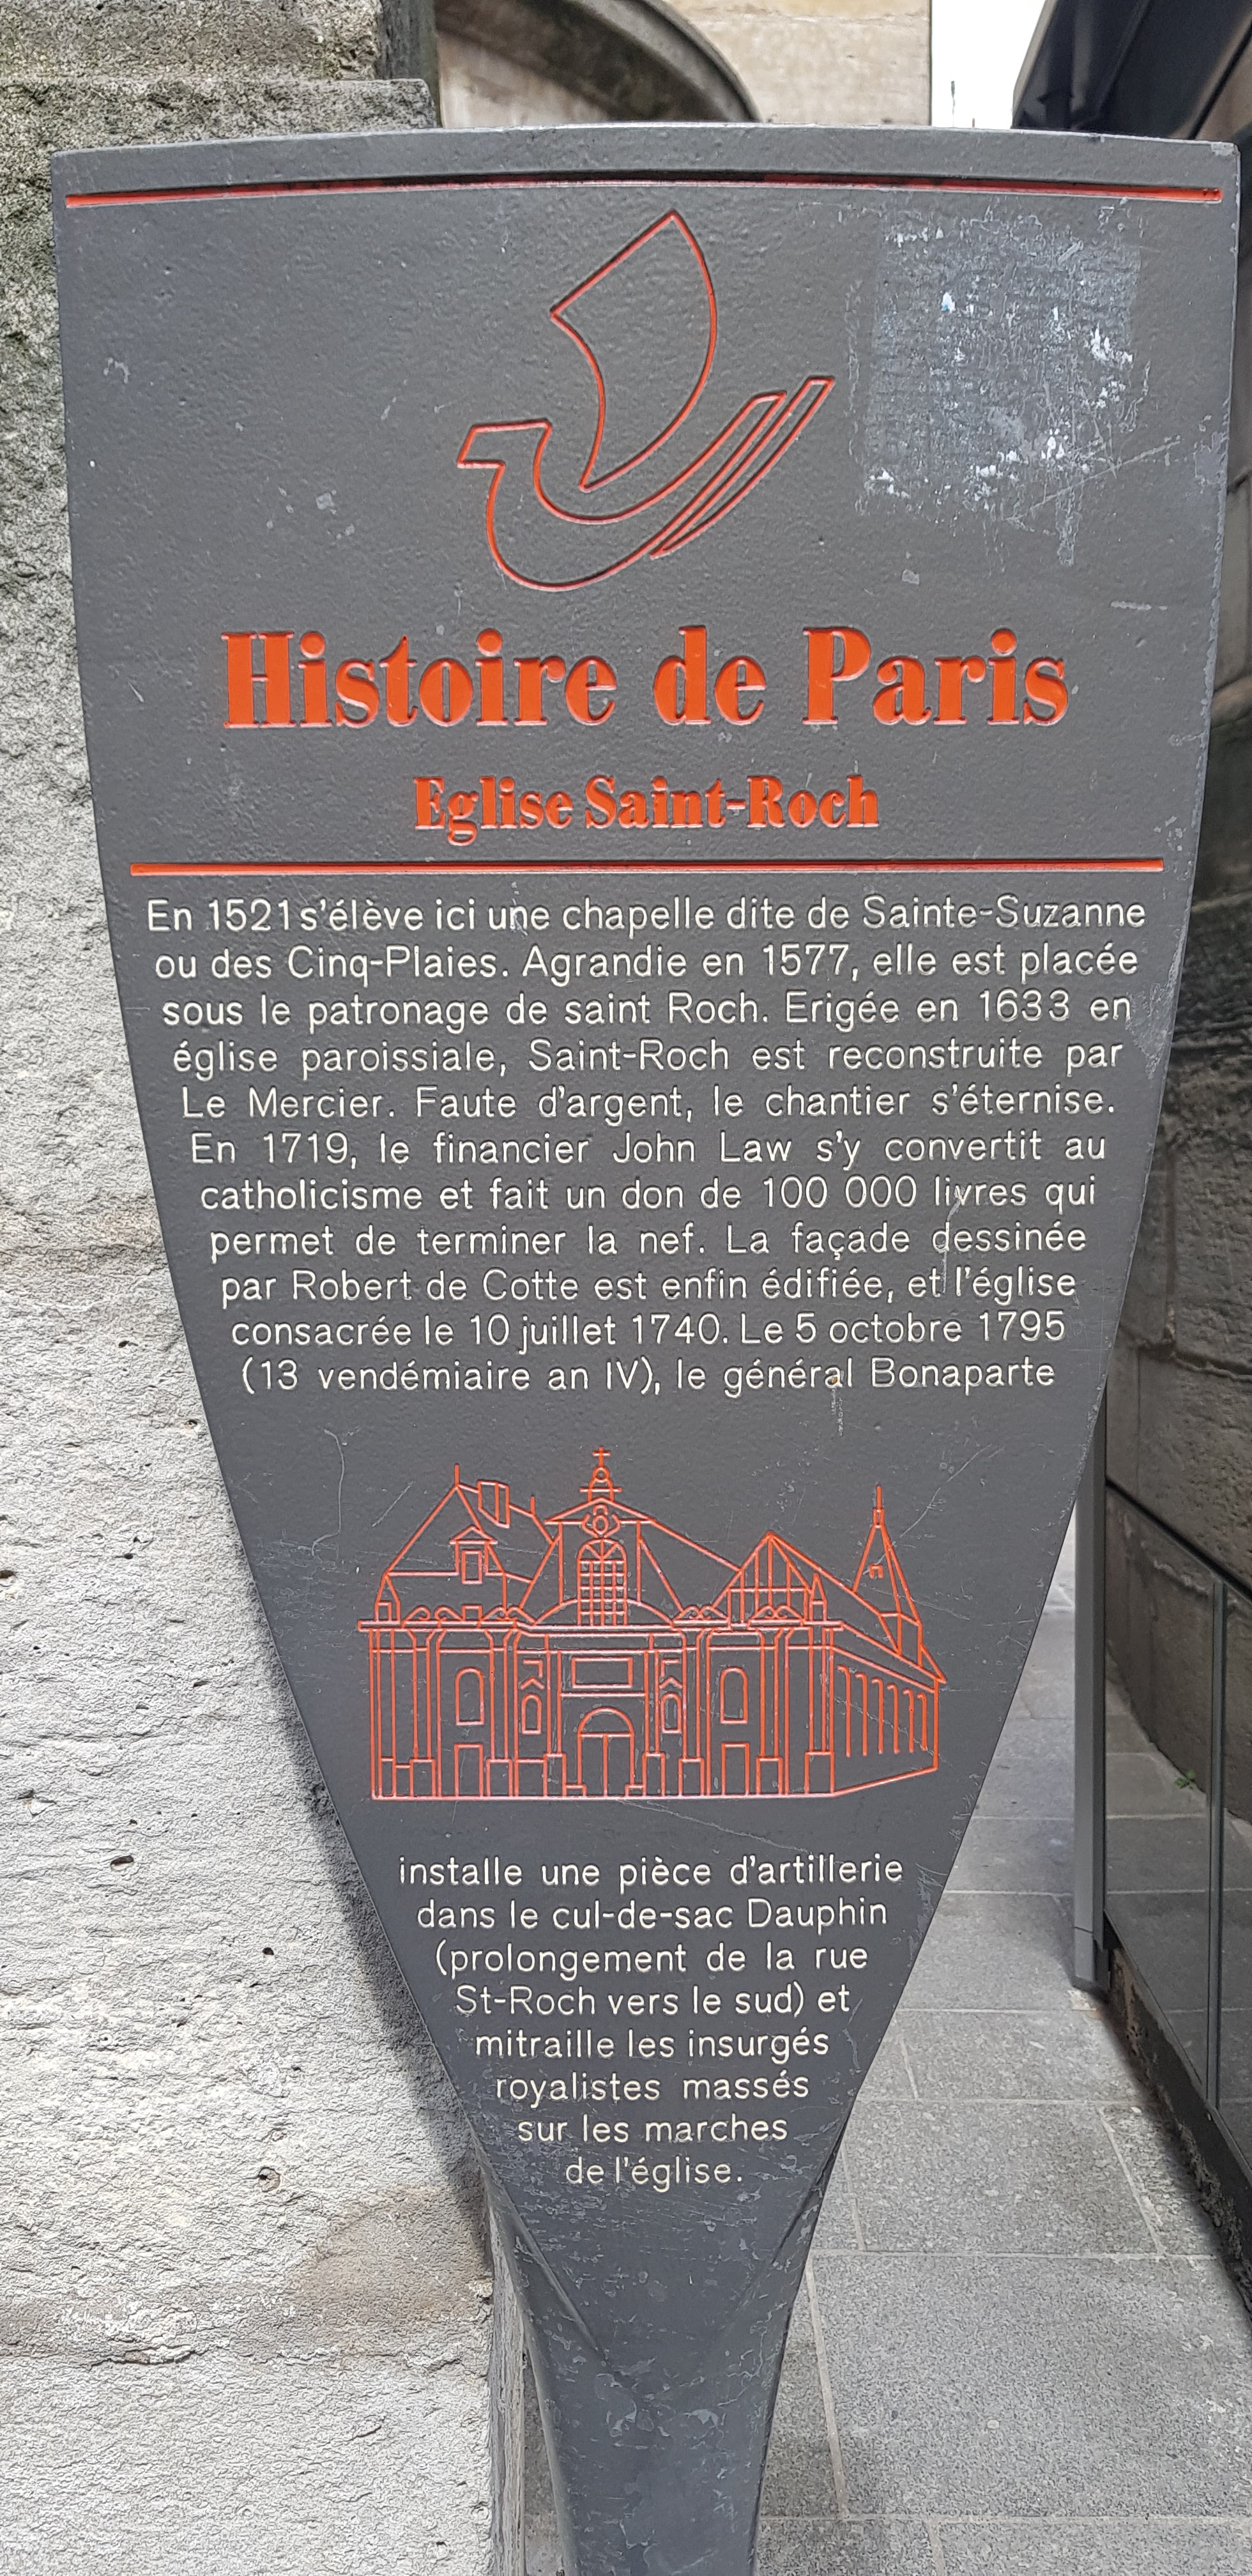 Histoire de Paris
Eglise Saint-Roch
En 1521 s'élève ici une chapelle dite de Sainte-Suzanne
ou des Cinq-Plaies. Agrandie en 1577, elle est placée
sous le patronage de saint Roch. Erigée en 1633 en
église paroissiale, Saint-Roch est reconstruite par
Le Mercier. Faute d'argent, le chantier s'éternise.
En 1719, le financier John Law s'y convertit au
catholicisme et fait un don de 100 000 livres qui
permet de terminer la nef. La façade dessinée
par Robert de Cotte est enfin édifiée, et l'église
consacrée le 10 juillet 1740. Le 5 octobre 1795
(13 vendémiaire an IV), le général Bonaparte
installe une pièce d'artillerie
dans le cul-de-sac Dauphin
(prolongement de la rue
St-Roch vers le sud) et
mitraille les insurgés
royalistes massés
sur les marches
de l'église.